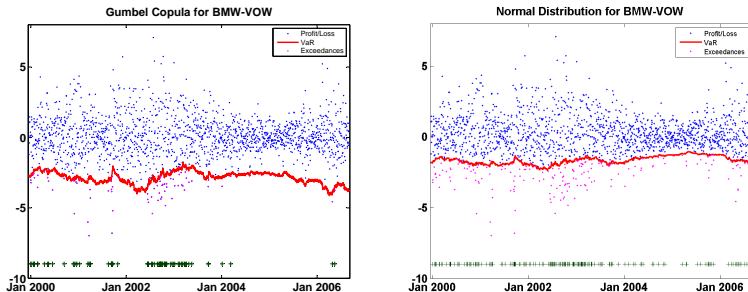 Gumbel Copula for BMW-VOW
Profit/Loss
VaR
Exceedances
5
0
-5
-10
Jan 2000
Jan 2002
Jan 2004
Jan 2006
Normal Distribution for BMW-VOW
Profit/Loss
VaR
Exceedances
5
0
-5
-10
Jan 2000
Jan 2002
Jan 2004
Jan 2006